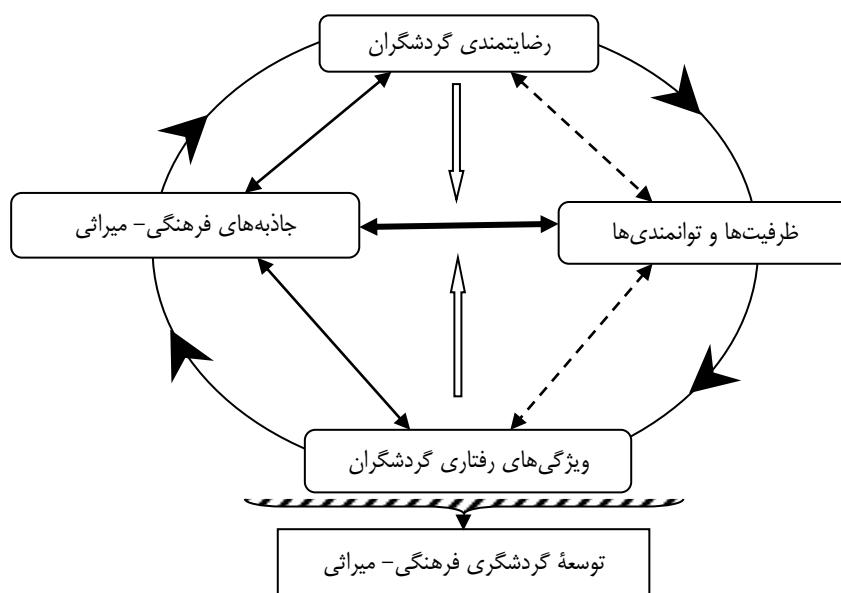 رضایتمندی گردشگران
جاذبه‌های فرهنگی- میراثی
ظرفیت‌ها و توانمندی‌ها
ویژگی‌های رفتاری گردشگران
توسعهٔ گردشگری فرهنگی- میراثی